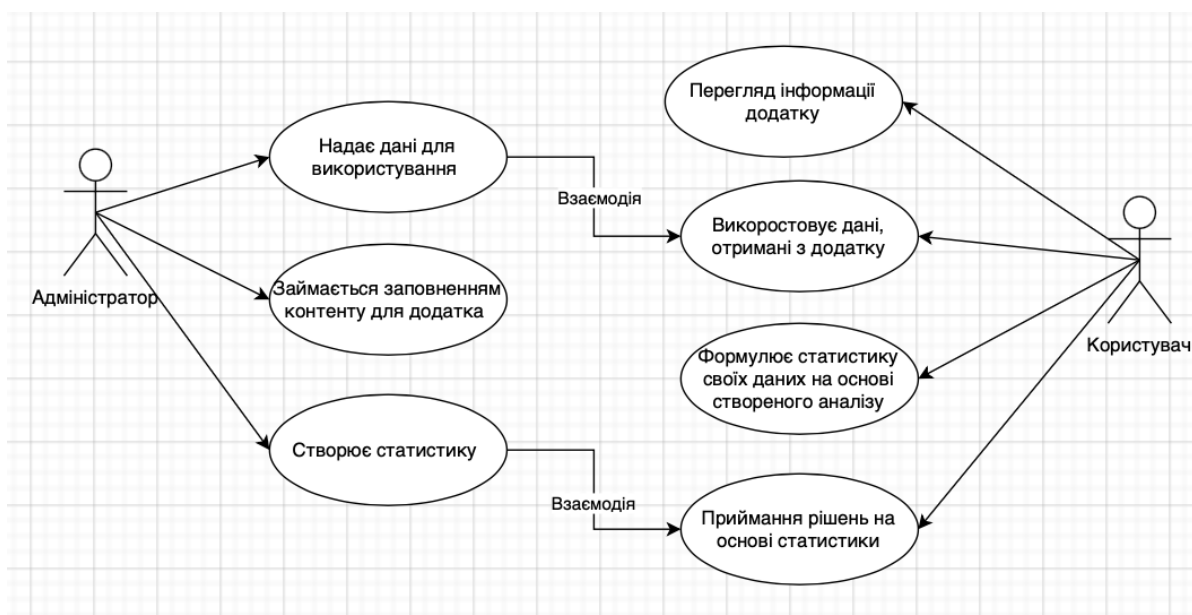 Перегляд інформації
додатку
Надає дані для
використування
Взаємодія
Викоростовує дані,
отримані з додатку
Адміністратор
Займається заповненням
контенту для додатка
Користувач
Формулює статистику
своїх даних на основі
створеного аналізу
Створює статистику
Взаємодія
Приймання рішень на
основі статистики